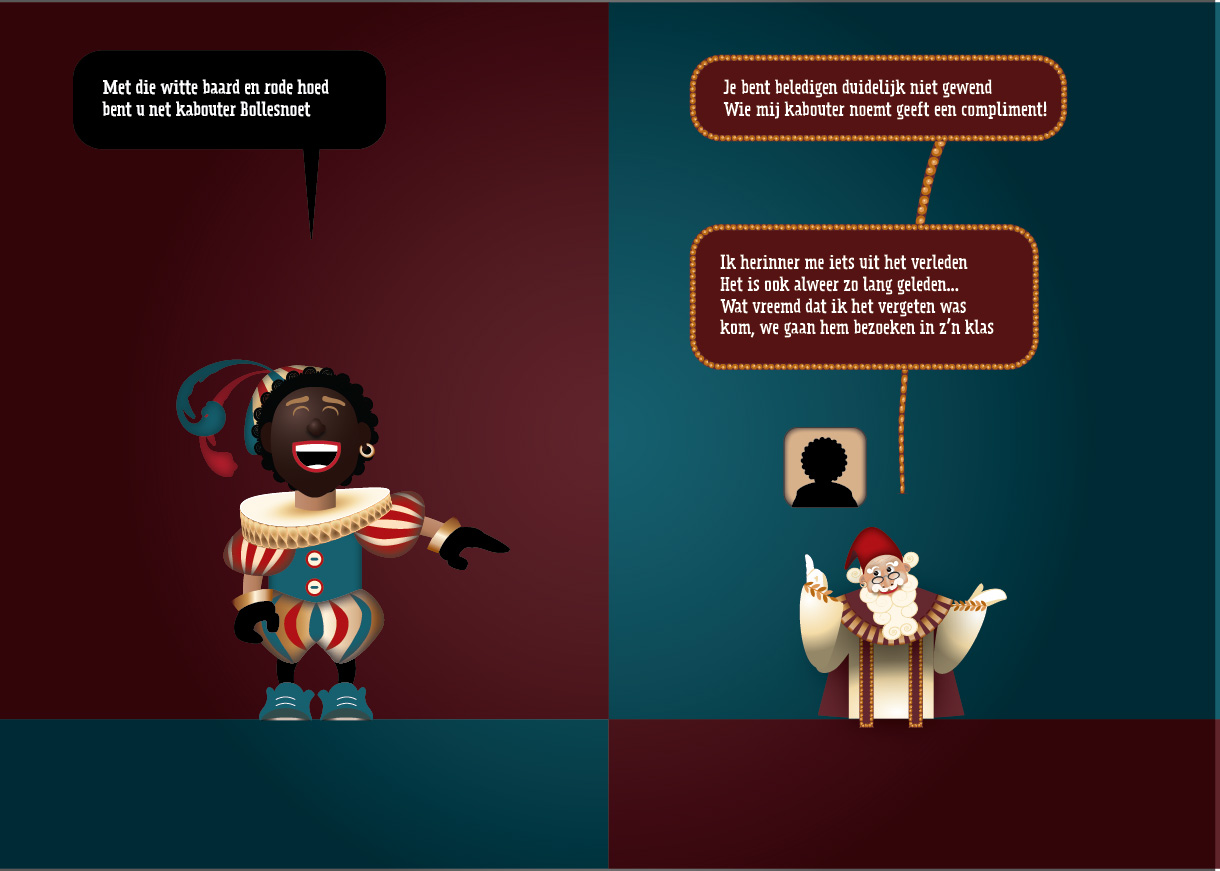 Met die witte baard en rode hoed
bent u net kabouter Bollesnoet
Je bent beledigen duidelijk niet gewend
Wie mij kabouter noemt geeft een compliment!
Ik herinner me iets uit het verleden
Het is ook alweer zo lang geleden...
Wat vreemd dat ik het vergeten was
kom, we gaan hem bezoeken in z’n klas